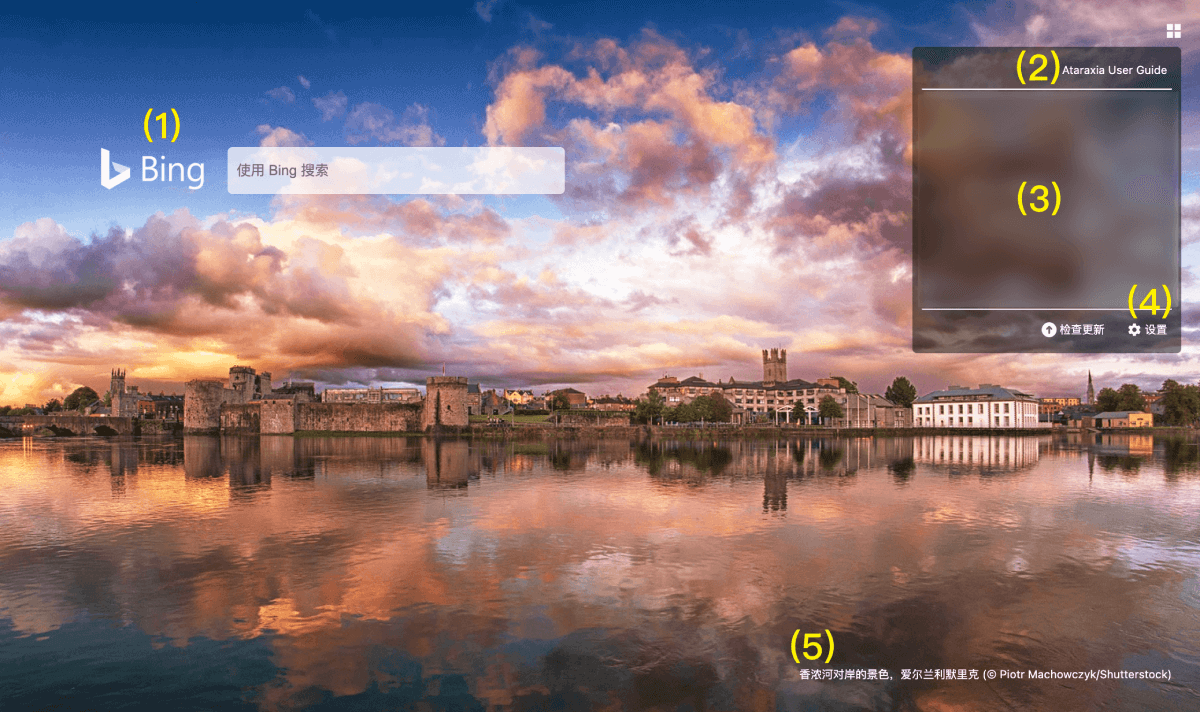 (1)
Bing
使用 Bing 搜索
(2)
Ataraxia User Guide
(3)
(4)
检查更新
设置
(5)
香浓河对岸的景色，爱尔兰利默里克 (© Piotr Machowczyk/Shutterstock)